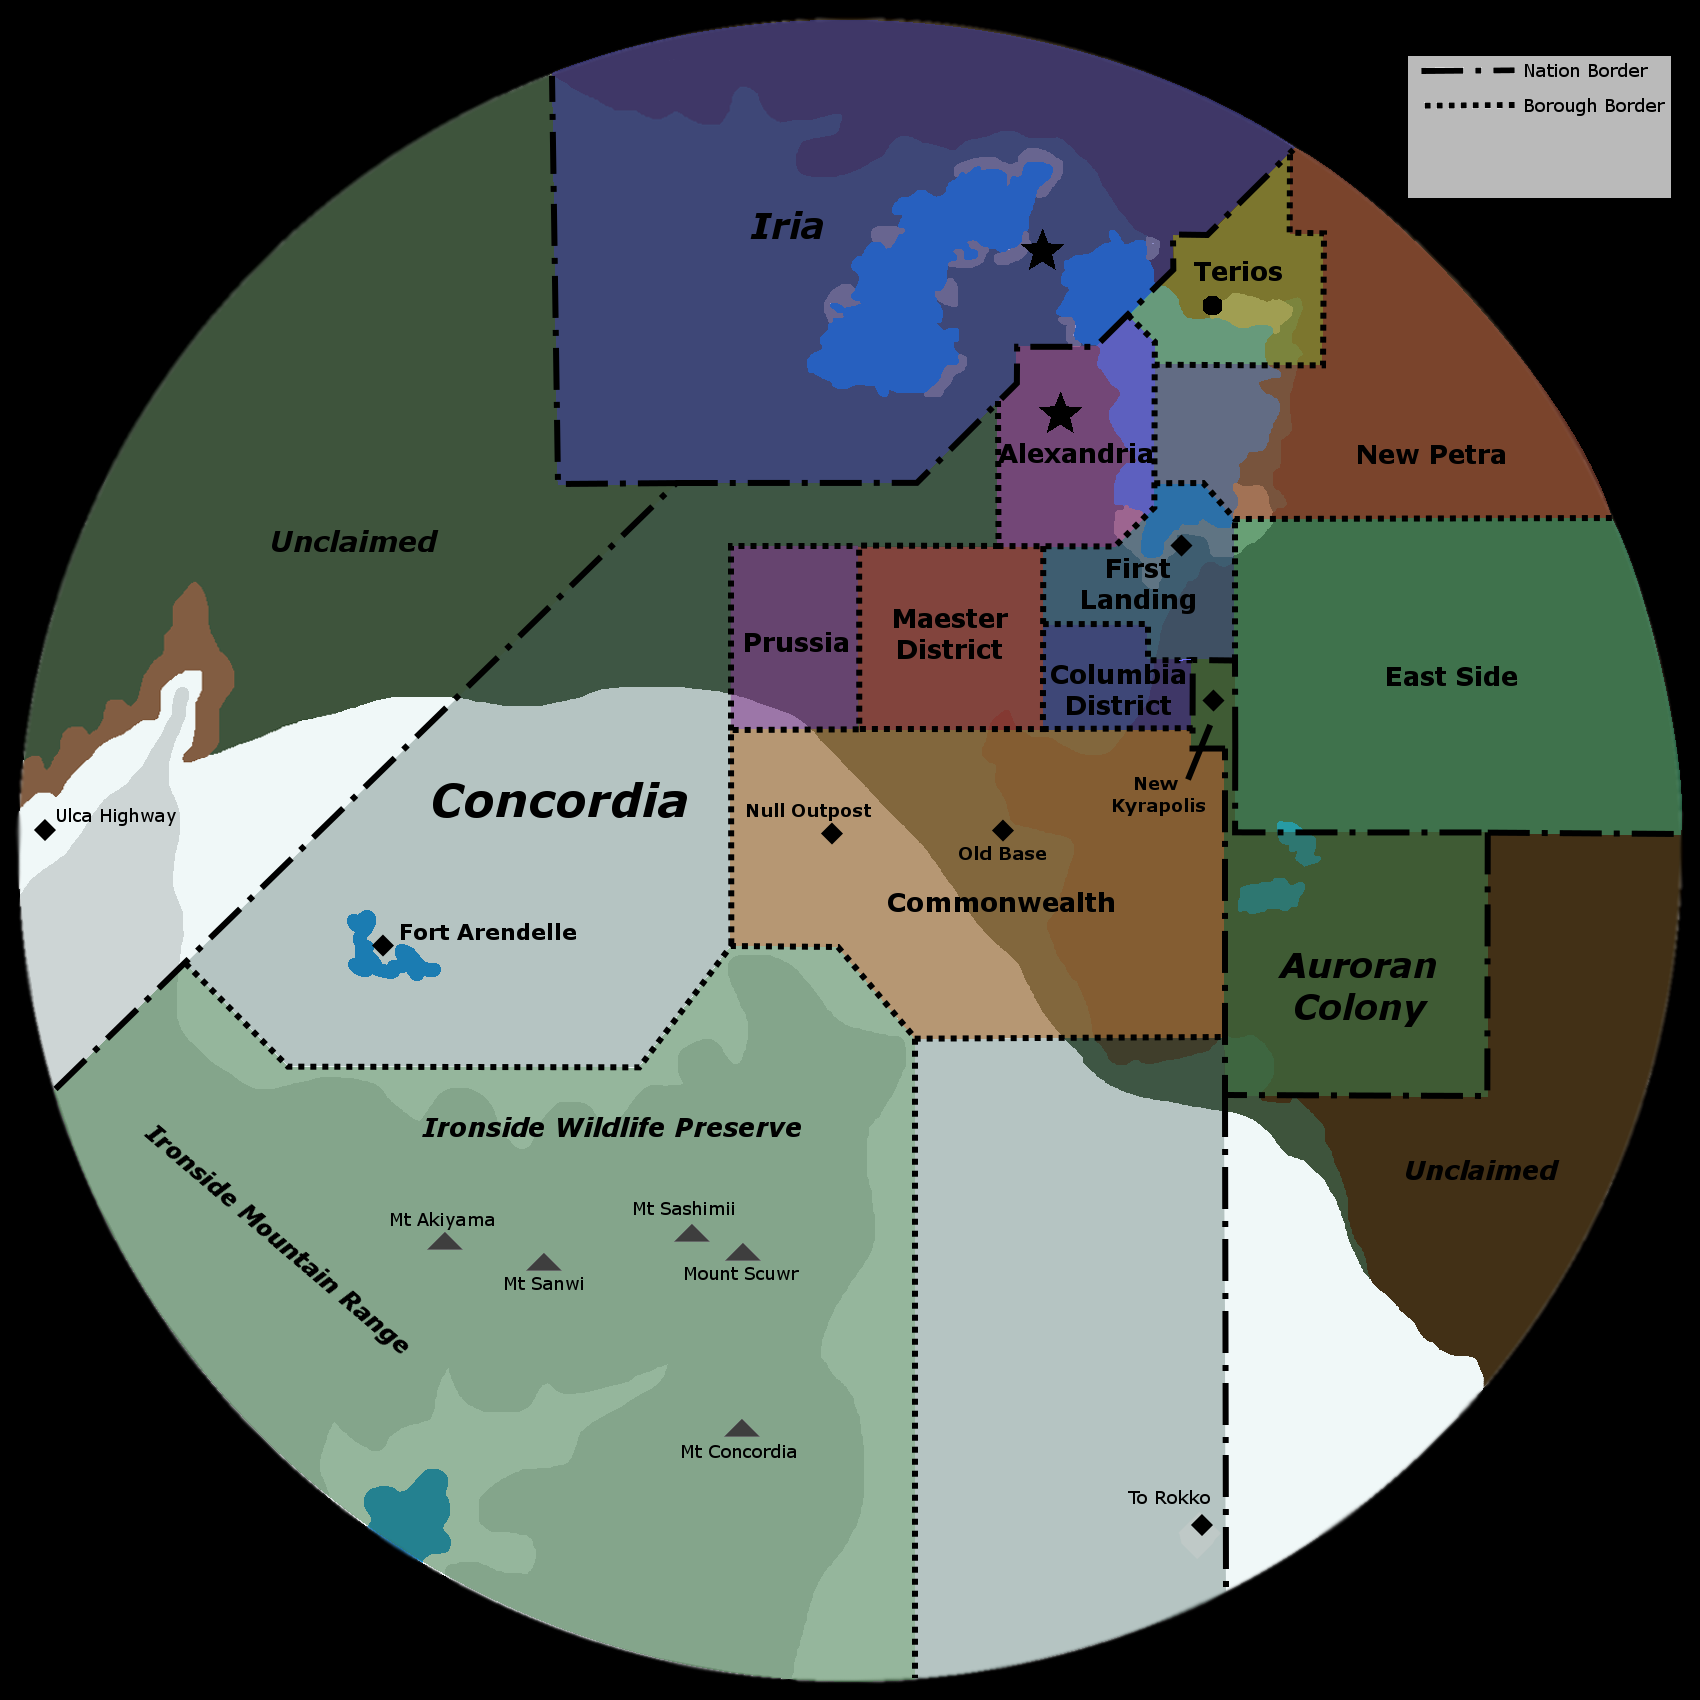 Nation Border
Borough Border
Iria
Terios
Alexandria
New Petra
Unclaimed
First
Landing
Prussia
Maester
District
Columbia
District
East Side
Concordia
New
Kyrapolis
Null Outpost
Old Base
Ulca Highway
Commonwealth
Fort Arendelle
Auroran
Colony
Ironside Wildlife Preserve
Unclaimed
Ironside Mountain Range
Mt Akiyama
Mt Sashimii
Mt Sanwi
Mount Scuwr
Mt Concordia
To Rokko